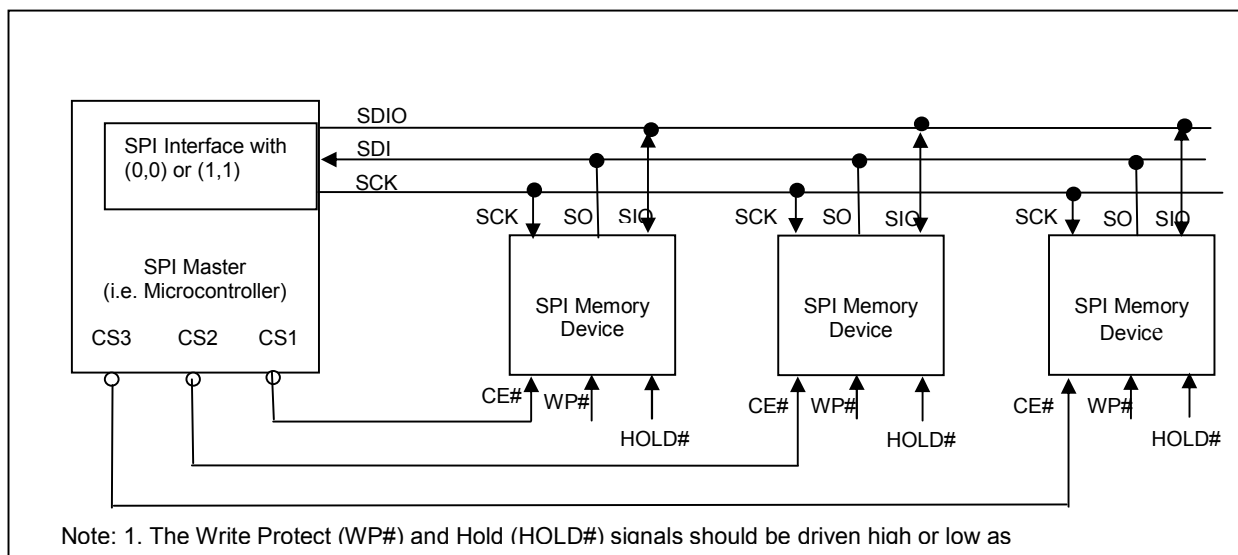 SDIO
SPI Interface with
(0,0) or (1,1)
SDI
SCK
SCK SO SIO SCK SO SIO SCK SO SIO
SPI Master
(i.e. Microcontroller)
SPI Memory
Device
SPI Memory
Device
SPI Memory
Device
CS3 CS2 CS1
CE# WP# CE# WP# CE# WP#
HOLD# HOLD# HOLD#
Note: 1. The Write Protect (WP#) and Hold (HOLD#) signals should be driven high or low as